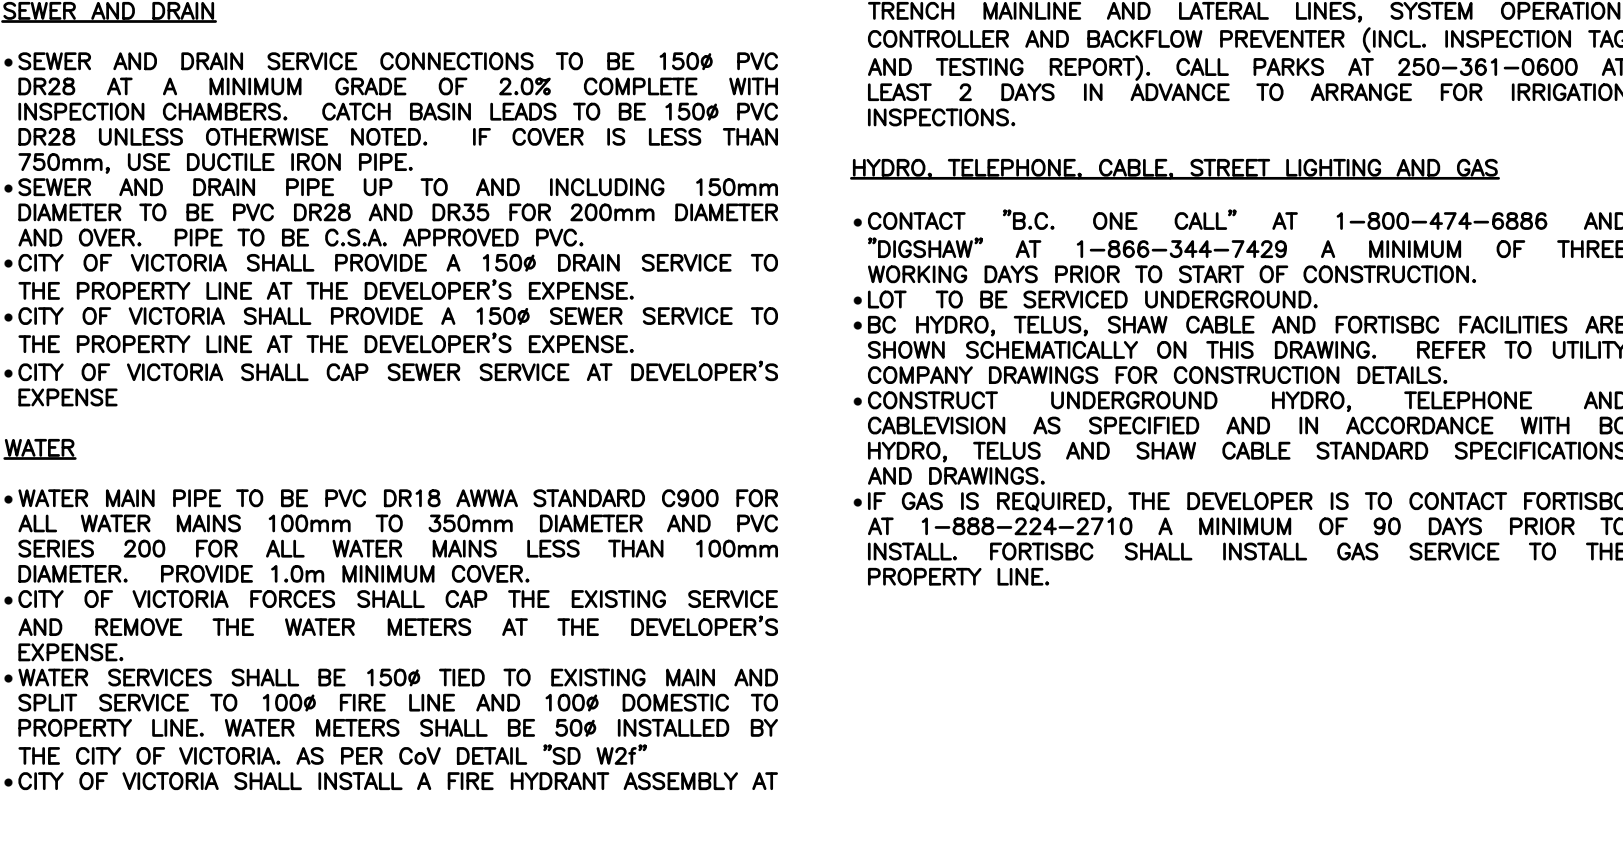 SEWER AND DRAIN
•SEWER AND DRAIN SERVICE CONNECTIONS TO BE 150ø PVC
DR28 AT A MINIMUM GRADE OF 2.0% COMPLETE WITH
INSPECTION CHAMBERS. CATCH BASIN LEADS TO BE 150ø PVC
DR28 UNLESS OTHERWISE NOTED. IF COVER IS LESS THAN
750mm, USE DUCTILE IRON PIPE.
•SEWER AND DRAIN PIPE UP TO AND INCLUDING 150mm
DIAMETER TO BE PVC DR28 AND DR35 FOR 200mm DIAMETER
AND OVER. PIPE TO BE C.S.A. APPROVED PVC.
•CITY OF VICTORIA SHALL PROVIDE A 150ø DRAIN SERVICE TO
THE PROPERTY LINE AT THE DEVELOPER'S EXPENSE.
•CITY OF VICTORIA SHALL PROVIDE A 150ø SEWER SERVICE TO
THE PROPERTY LINE AT THE DEVELOPER'S EXPENSE.
•CITY OF VICTORIA SHALL CAP SEWER SERVICE AT DEVELOPER'S
EXPENSE
WATER
•WATER MAIN PIPE TO BE PVC DR18 AWWA STANDARD C900 FOR
ALL WATER MAINS 100mm TO 350mm DIAMETER AND PVC
SERIES 200 FOR ALL WATER MAINS LESS THAN 100mm
DIAMETER. PROVIDE 1.0m MINIMUM COVER.
•CITY OF VICTORIA FORCES SHALL CAP THE EXISTING SERVICE
AND REMOVE THE WATER METERS AT THE DEVELOPER'S
EXPENSE.
•WATER SERVICES SHALL BE 150ø TIED TO EXISTING MAIN AND
SPLIT SERVICE TO 100ø FIRE LINE AND 100ø DOMESTIC TO
PROPERTY LINE. WATER METERS SHALL BE 50ø INSTALLED BY
THE CITY OF VICTORIA. AS PER CoV DETAIL "SD W2f"
•CITY OF VICTORIA SHALL INSTALL A FIRE HYDRANT ASSEMBLY AT
TRENCH MAINLINE AND LATERAL LINES, SYSTEM OPERATION
CONTROLLER AND BACKFLOW PREVENTER (INCL. INSPECTION TAG
AND TESTING REPORT). CALL PARKS AT 250-361-0600 AT
LEAST 2 DAYS IN ADVANCE TO ARRANGE FOR IRRIGATION
INSPECTIONS.
HYDRO, TELEPHONE, CABLE, STREET LIGHTING AND GAS
•CONTACT "B.C. ONE CALL" AT 1-800-474-6886 AND
"DIGSHAW" AT 1-866-344-7429 A MINIMUM OF THREE
WORKING DAYS PRIOR TO START OF CONSTRUCTION.
•LOT TO BE SERVICED UNDERGROUND.
•BC HYDRO, TELUS, SHAW CABLE AND FORTISBC FACILITIES ARE
SHOWN SCHEMATICALLY ON THIS DRAWING. REFER TO UTILITY
COMPANY DRAWINGS FOR CONSTRUCTION DETAILS.
•CONSTRUCT UNDERGROUND HYDRO, TELEPHONE AND
CABLEVISION AS SPECIFIED AND IN ACCORDANCE WITH BC
HYDRO, TELUS AND SHAW CABLE STANDARD SPECIFICATIONS
AND DRAWINGS.
•IF GAS IS REQUIRED, THE DEVELOPER IS TO CONTACT FORTISBC
AT 1-888-224-2710 A MINIMUM OF 90 DAYS PRIOR TO
INSTALL. FORTISBC SHALL INSTALL GAS SERVICE TO THE
PROPERTY LINE.